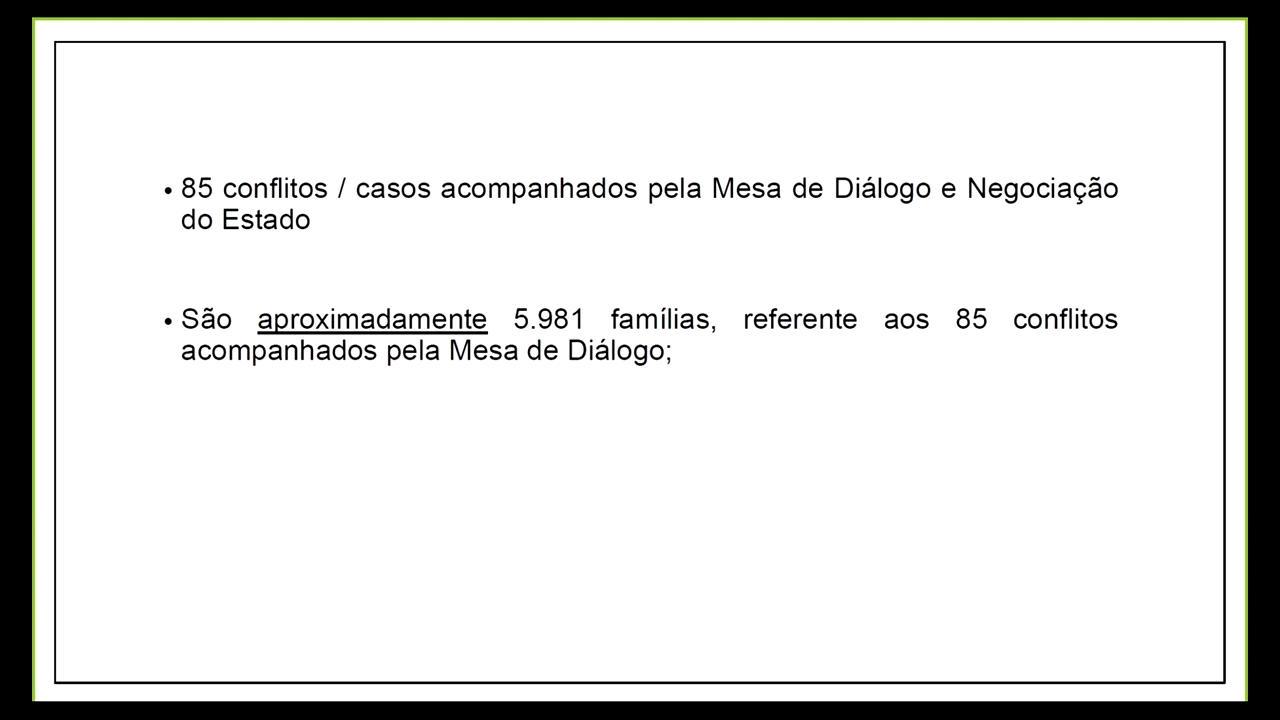 • 85 conflitos / casos acompanhados pela Mesa de Diálogo e Negociação
do Estado
• São aproximadamente 5.981 famílias, referente aos 85 conflitos
acompanhados pela Mesa de Diálogo;